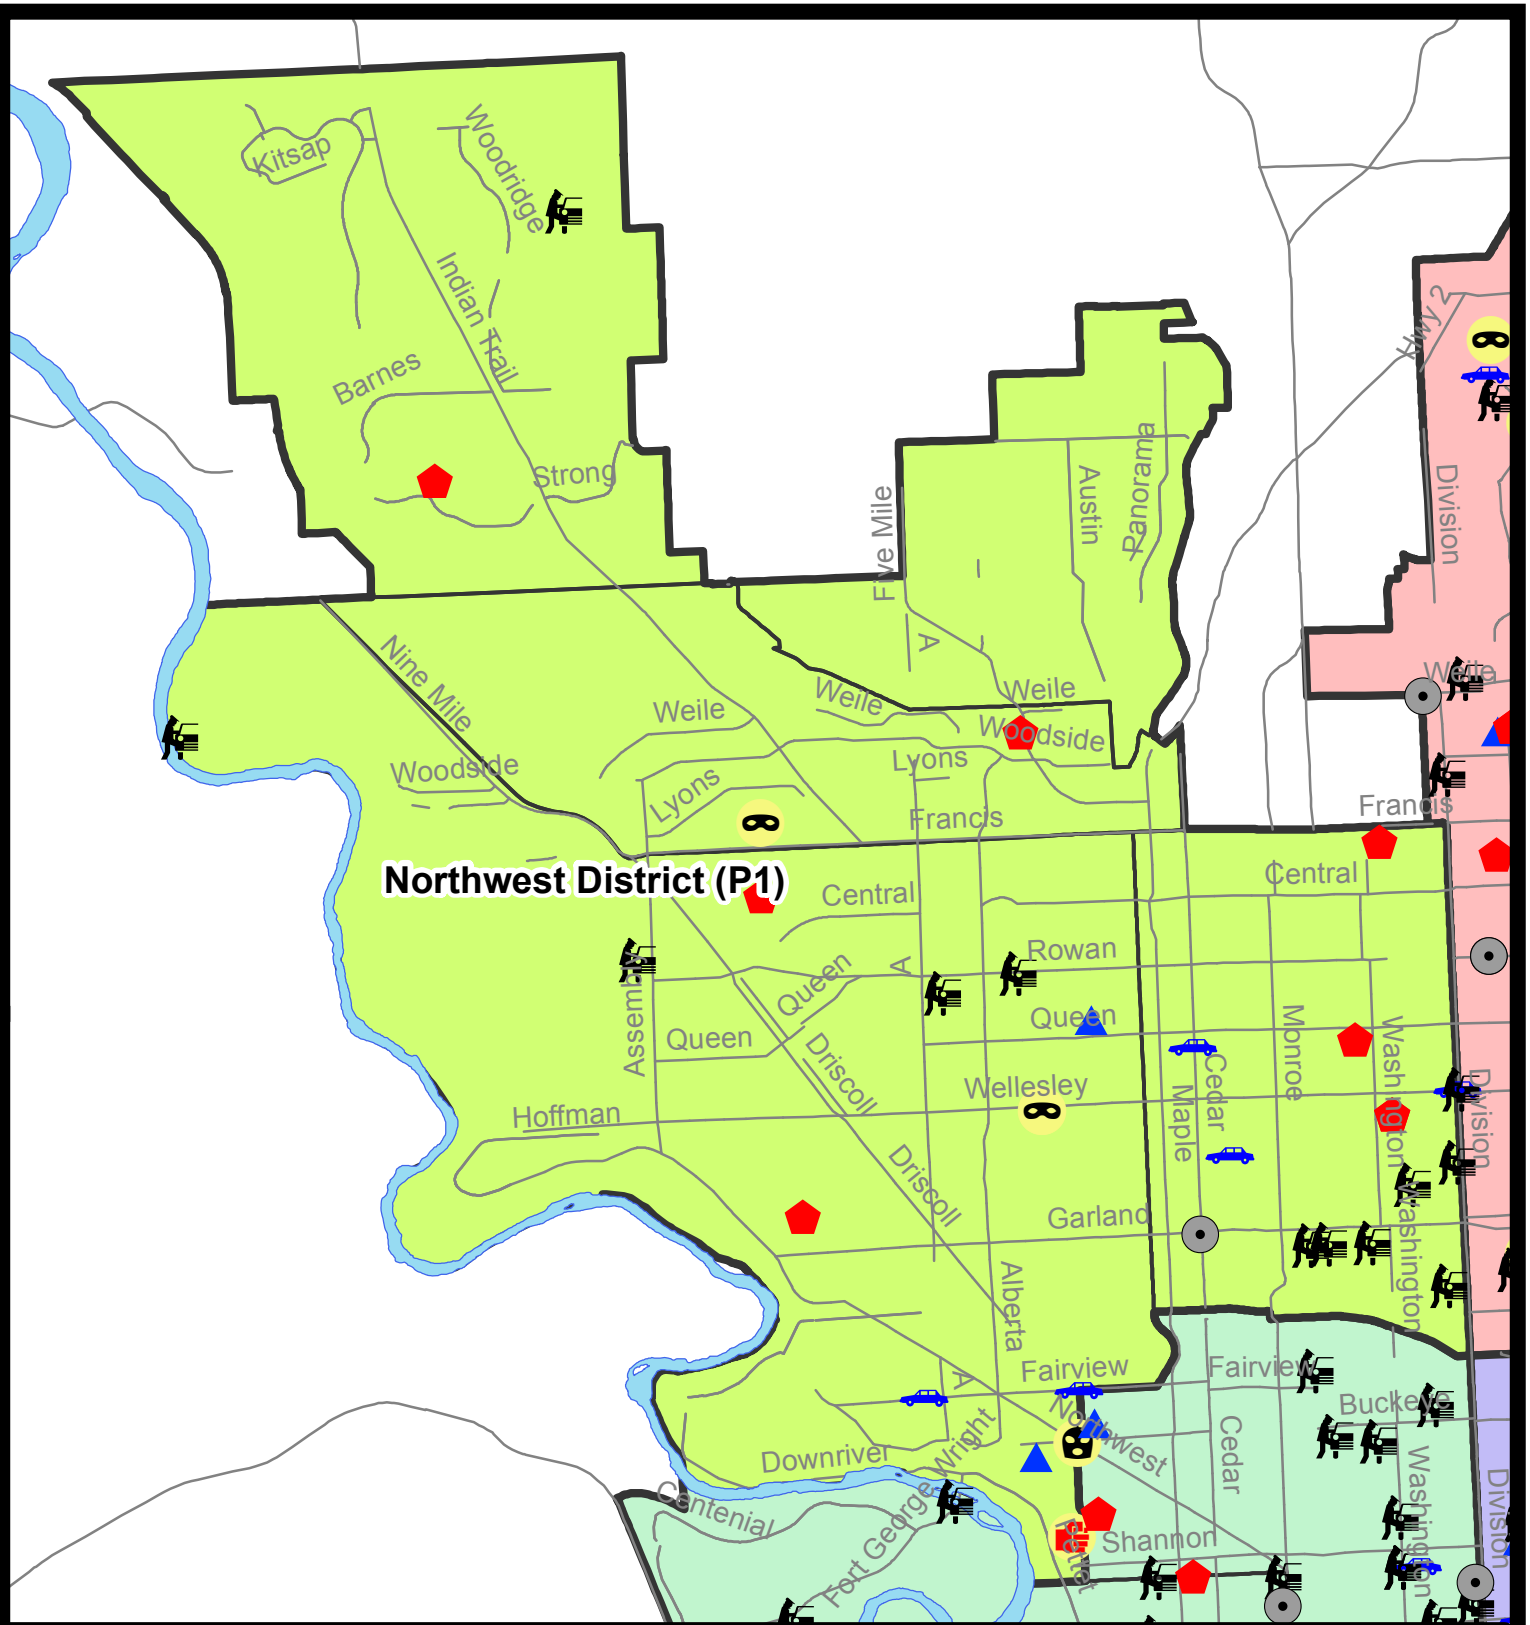 Kitsap
Woodridge
Indian Trail
Hwy 2
Barnes
Strong
Five Mile
Austin
Panorama
Division
Nine Mile
A
Weile
Weile
Weile
Weile
Woodside
Woodside
Lyons
Lyons
Francis
Francis
Northwest District (P1)
Central
Central
Assembly
Queen
A
Rowan
Queen
Queen
Monroe
Washington
Driscoll
Cedar
Maple
Division
Wellesley
Hoffman
Driscoll
Garland
Washington
Alberta
Fairview
Fairview
A
Buckeye
Northwest
Cedar
Washington
Division
Downriver
Centenial
Fort George Wright
Pettet
Shannon